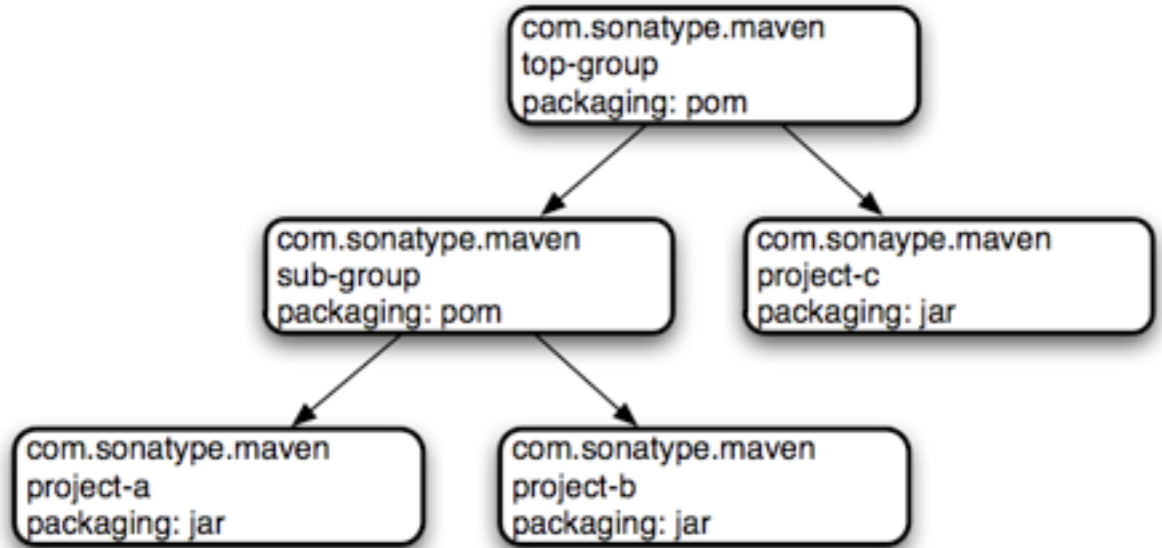 com.sonatype.maven
top-group
packaging: pom
com.sonatype.maven
sub-group
packaging: pom
com.sonaype.maven
project-c
packaging: jar
com.sonatype.maven
project-a
packaging: jar
com.sonatype.maven
project-b
packaging: jar